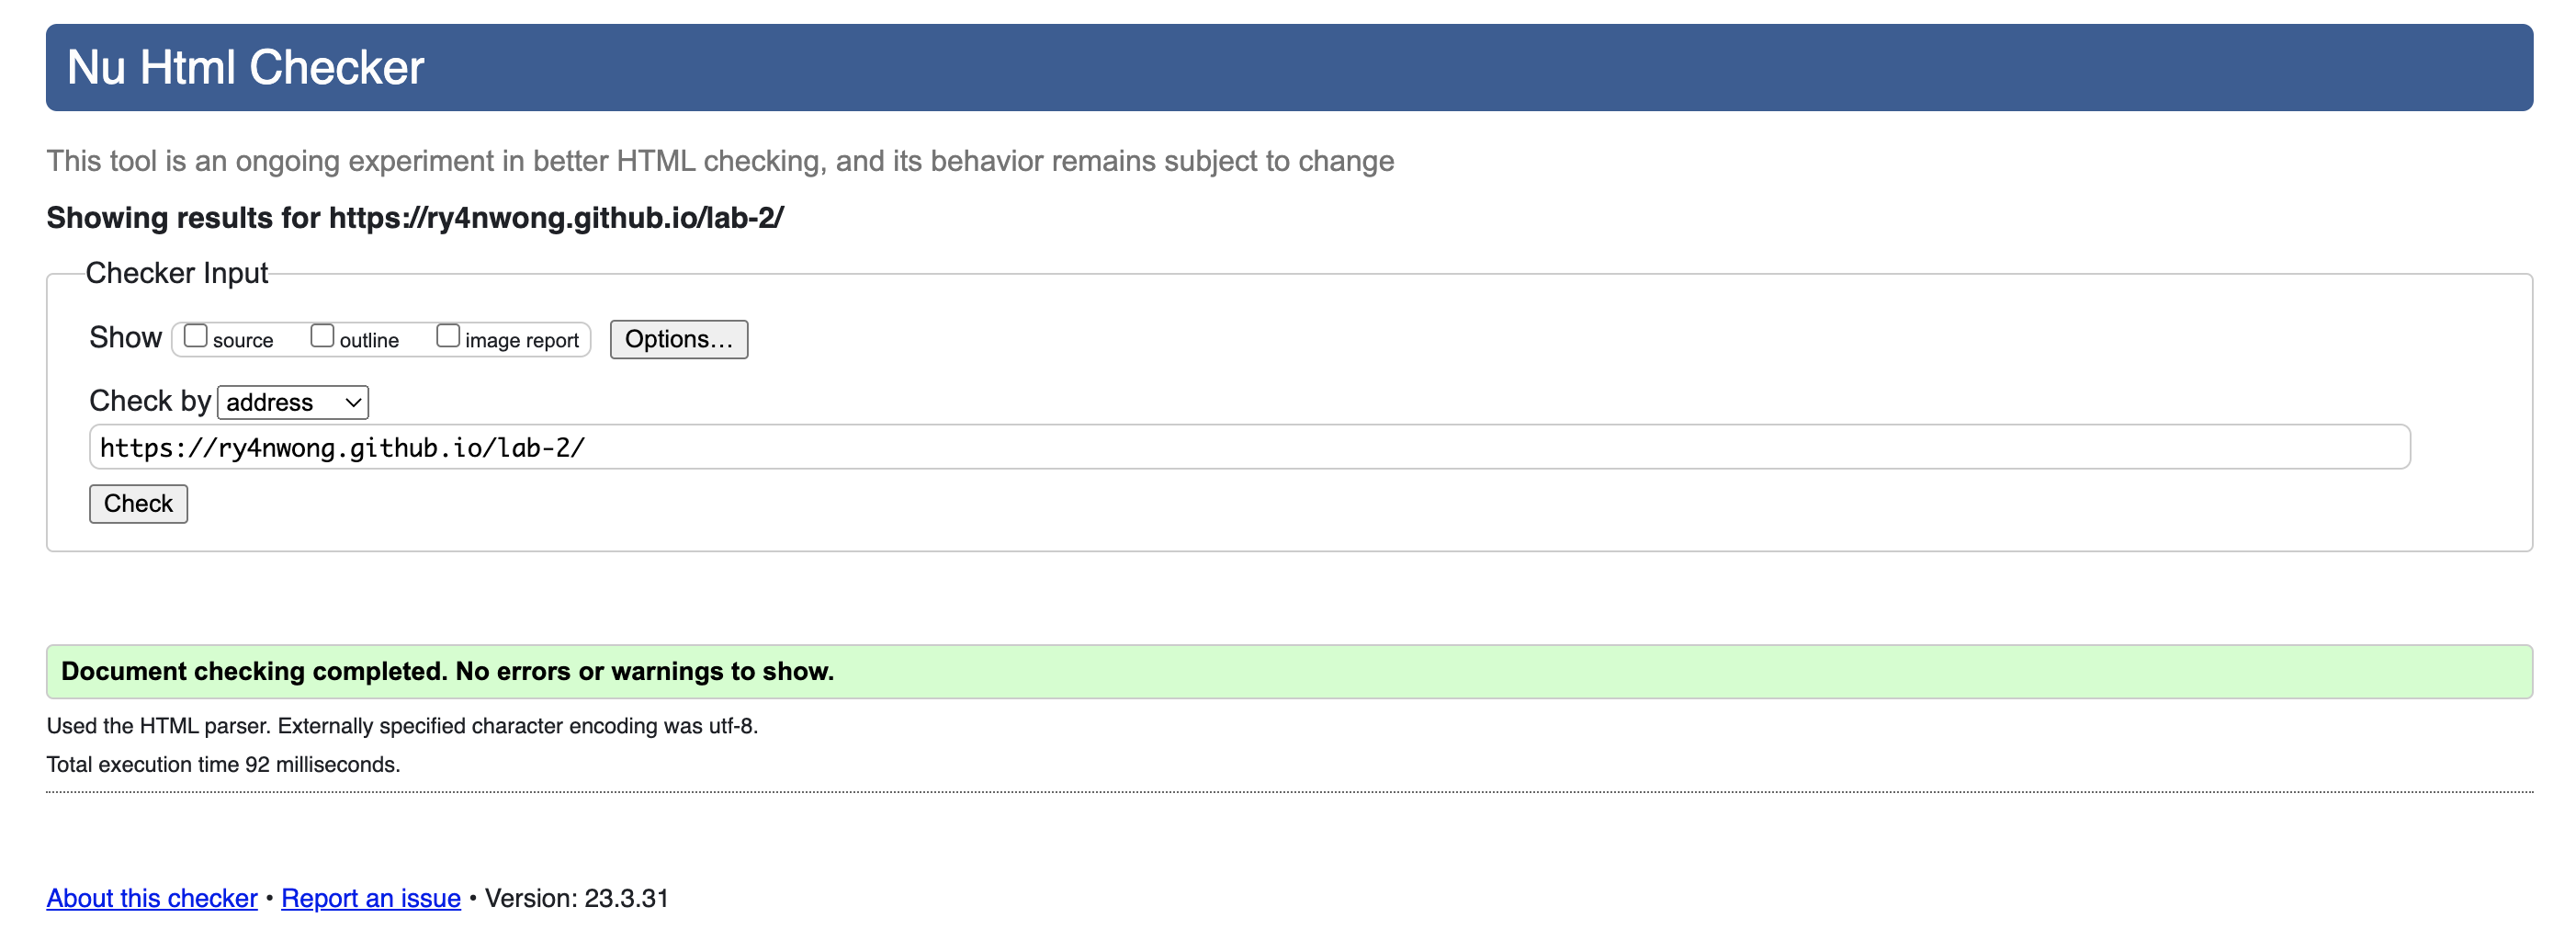 Nu Html Checker
This tool is an ongoing experiment in better HTML checking, and its behavior remains subject to change
Showing results for https://ry4nwong.github.io/lab-2/
Checker Input
Show source outline image report Options...
Check by address
https://ry4nwong.github.io/lab-2/
Check
Document checking completed. No errors or warnings to show.
Used the HTML parser. Externally specified character encoding was utf-8.
Total execution time 92 milliseconds.
About this checker • Report an issue • Version: 23.3.31